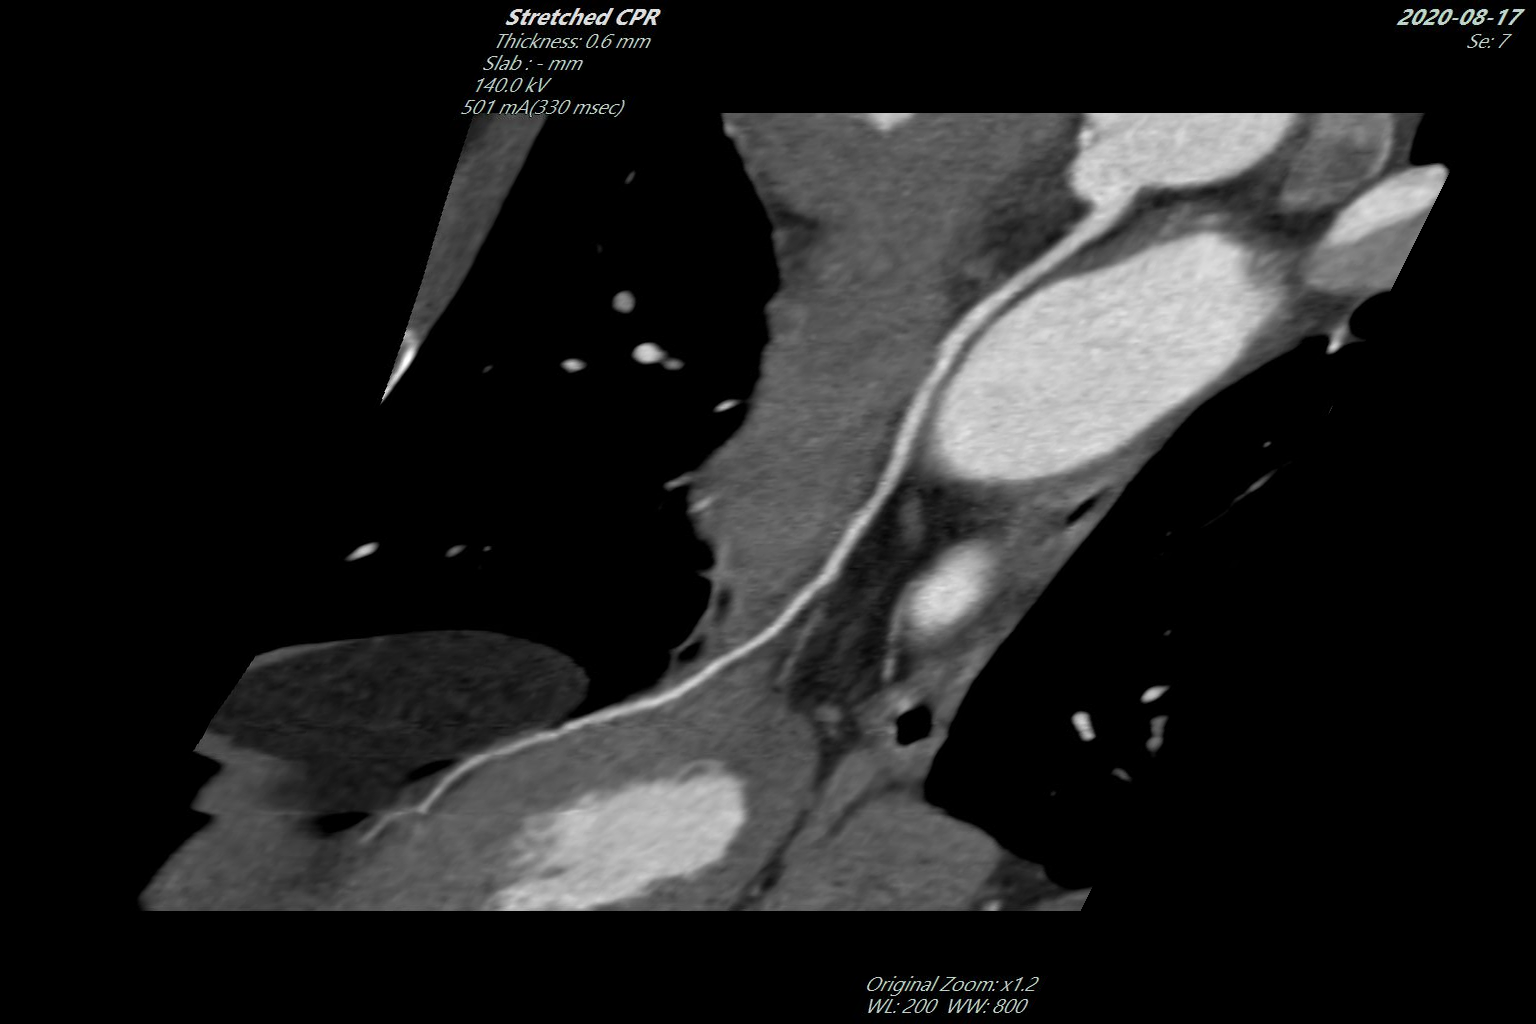 Stretched CPR
Thickness: 0.6 mm
Slab : - mm
140.0 kV
501 mA(330 msec)
2020-08-17
Se: 7
Original Zoom: x1.2
WL: 200 WW: 800